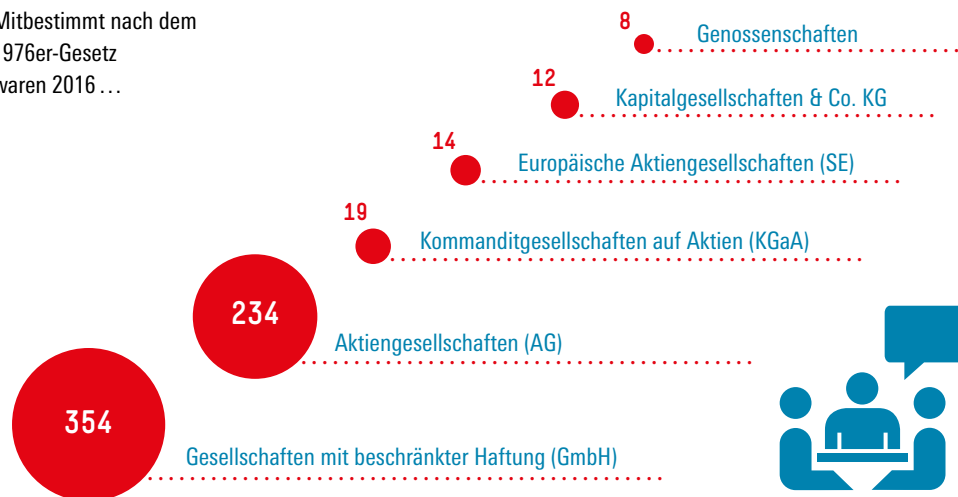 Mitbestimmt nach dem
976er-Gesetz
waren 2016 …
8
Genossenschaften
12
Kapitalgesellschaften & Co. KG
14
Europäische Aktiengesellschaften (SE)
19
Kommanditgesellschaften auf Aktien (KGaA)
234
Aktiengesellschaften (AG)
354
Gesellschaften mit beschränkter Haftung (GmbH)